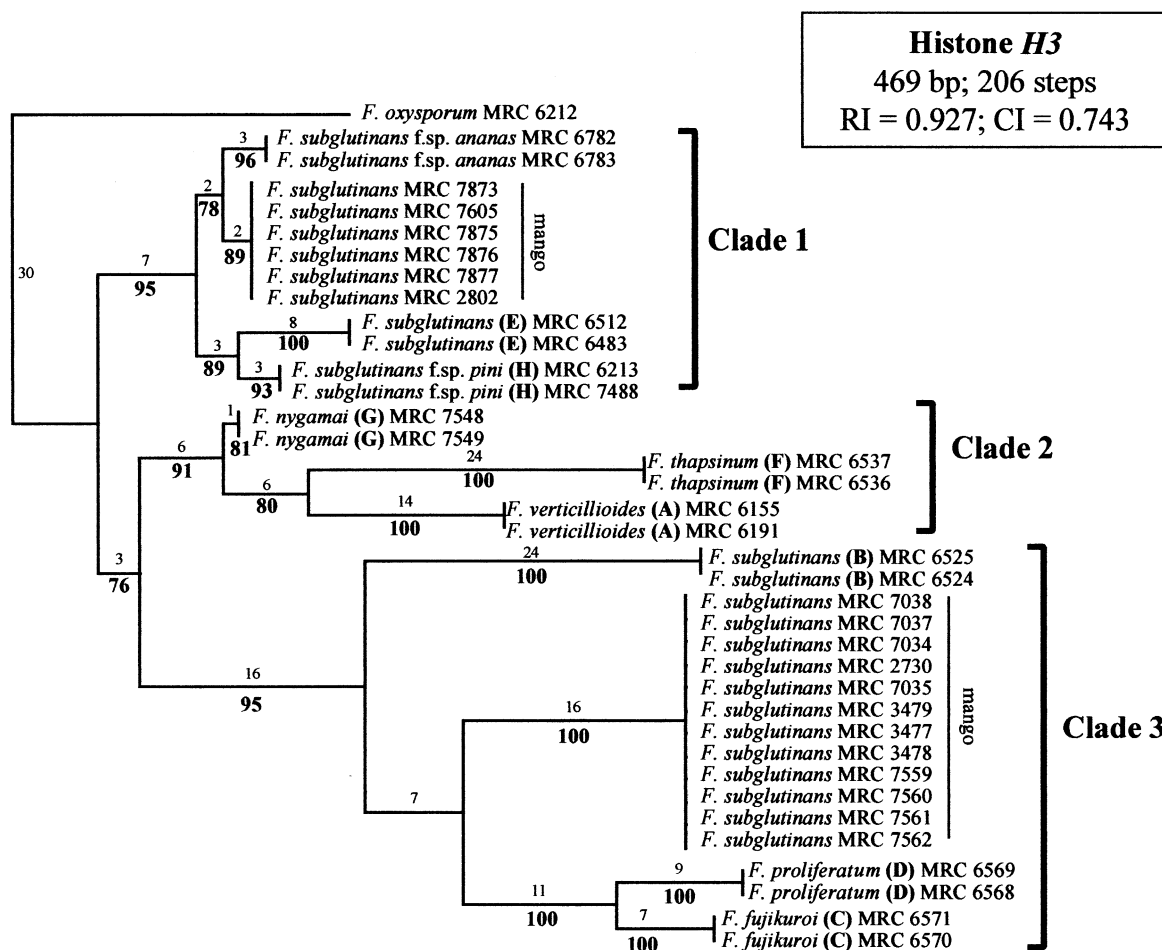 Histone H3
469 bp; 206 steps
RI = 0.927; CI = 0.743
F. oxysporum MRC 6212
3
F. subglutinans f.sp. ananas MRC 6782
96
F. subglutinans f.sp. ananas MRC 6783
2
78
F. subglutinans MRC 7873
F. subglutinans MRC 7605
2
F. subglutinans MRC 7875
89
F. subglutinans MRC 7876
F. subglutinans MRC 7877
F. subglutinans MRC 2802
mango
Clade 1
30
7
95
8
F. subglutinans (E) MRC 6512
100
F. subglutinans (E) MRC 6483
3
89
3
F. subglutinans f.sp. pini (H) MRC 6213
93
F. subglutinans f.sp. pini (H) MRC 7488
1
F. nygamai (G) MRC 7548
81
F. nygamai (G) MRC 7549
6
91
24
F. thapsinum (F) MRC 6537
100
F. thapsinum (F) MRC 6536
6
80
14
F. verticillioides (A) MRC 6155
100
F. verticillioides (A) MRC 6191
Clade 2
3
76
24
F. subglutinans (B) MRC 6525
100
F. subglutinans (B) MRC 6524
F. subglutinans MRC 7038
F. subglutinans MRC 7037
F. subglutinans MRC 7034
F. subglutinans MRC 2730
16
95
F. subglutinans MRC 7035
16
F. subglutinans MRC 3479
100
F. subglutinans MRC 3477
F. subglutinans MRC 3478
F. subglutinans MRC 7559
F. subglutinans MRC 7560
F. subglutinans MRC 7561
F. subglutinans MRC 7562
mango
Clade 3
7
9
F. proliferatum (D) MRC 6569
100
F. proliferatum (D) MRC 6568
11
100
7
F. fujikuroi (C) MRC 6571
100
F. fujikuroi (C) MRC 6570